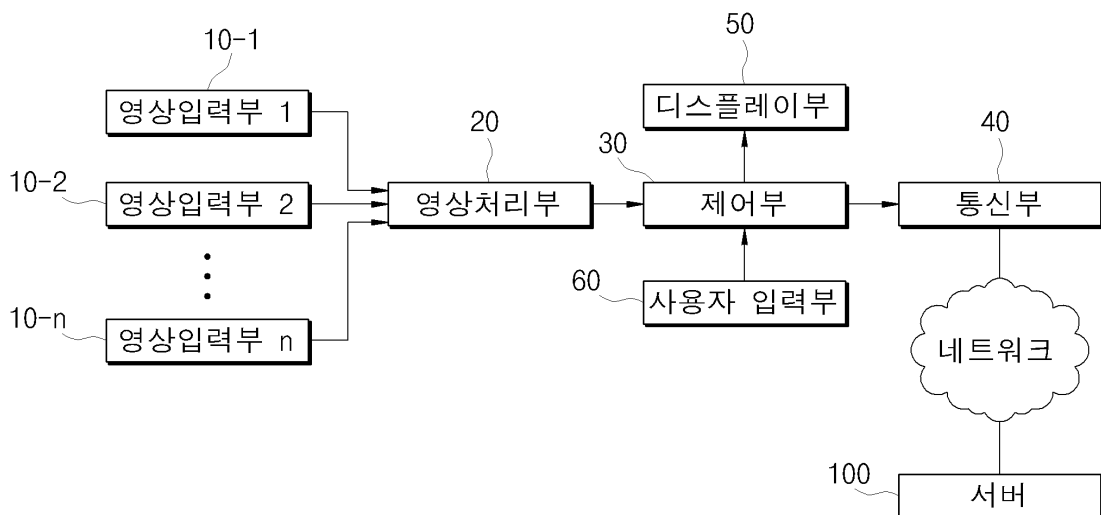 10-1
영상입력부 1
50
디스플레이부
20
30
40
10-2
영상입력부 2
영상처리부
제어부
통신부
60
사용자 입력부
10-n
영상입력부 n
네트워크
100
서버